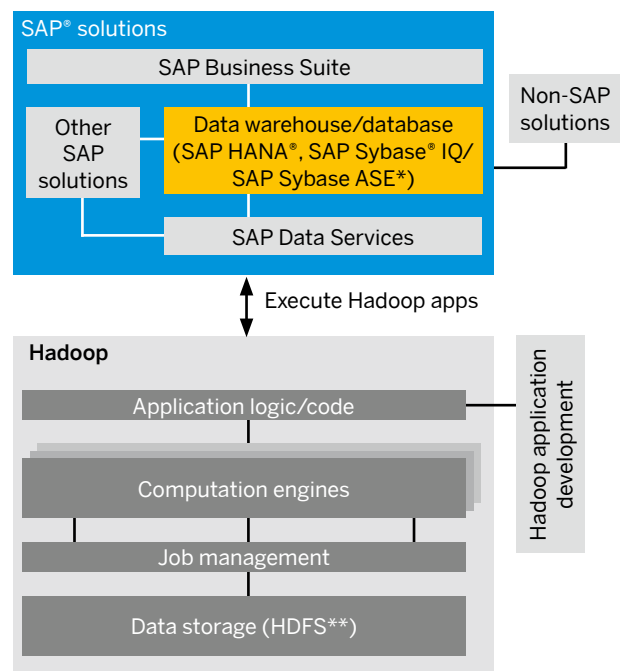 SAP® solutions
SAP Business Suite
Other
SAP
solutions
Data warehouse/database
(SAP HANA®, SAP Sybase® IQ/
SAP Sybase ASE*)
Non-SAP
solutions
SAP Data Services
Execute Hadoop apps
Hadoop
Application logic/code
Computation engines
Job management
Data storage (HDFS**)
Hadoop application
development